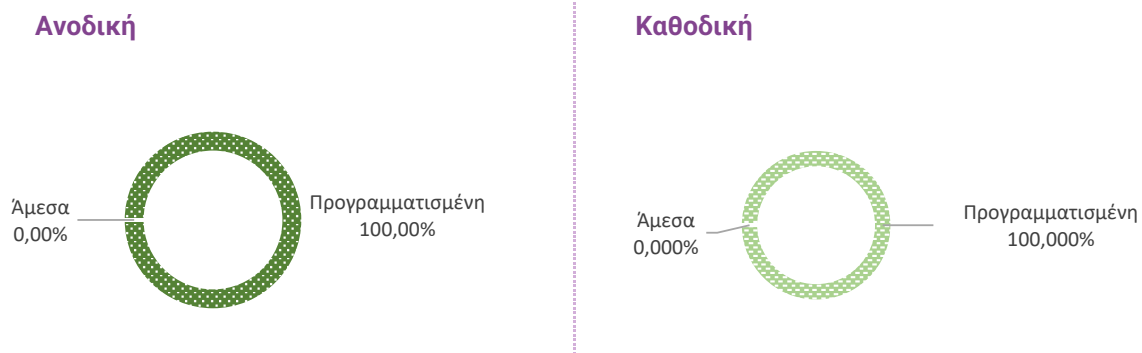 Ανοδική
Άμεσα
0,00%
Προγραμματισμένη
100,00%
Καθοδική
Άμεσα
0,000%
Προγραμματισμένη
100,000%